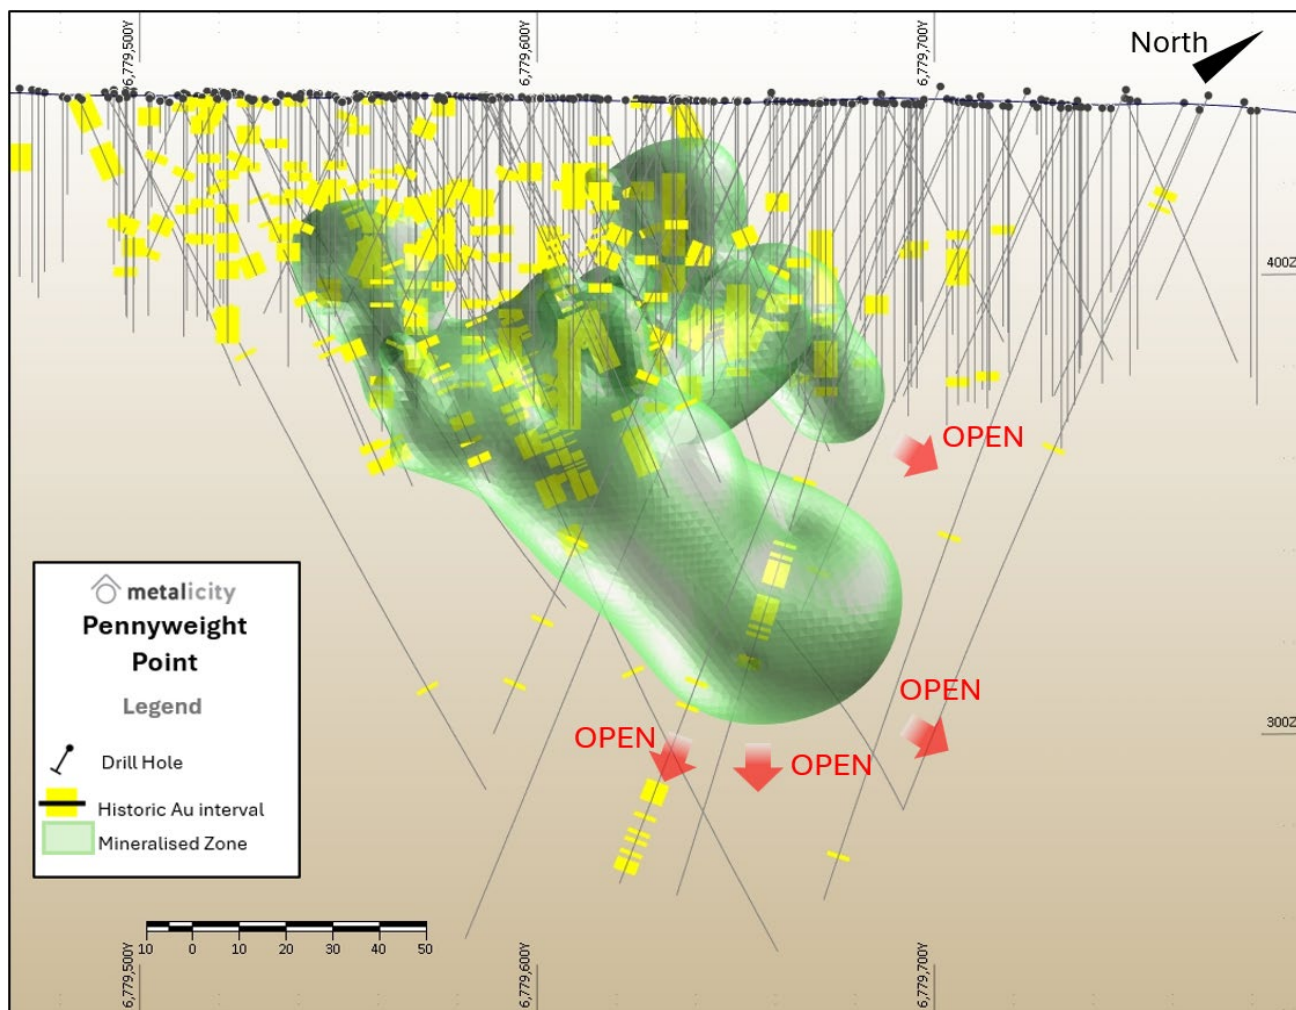 6,779,500Y
6,779,600Y
6,779,700Y
North
400Z
OPEN
OPEN
300Z
OPEN
OPEN
metalicity
Pennyweight
Point
Legend
Drill Hole
Historic Au interval
Mineralised Zone
10 0 10 20 30 40 50
6,779,500Y
6,779,600Y
6,779,700Y